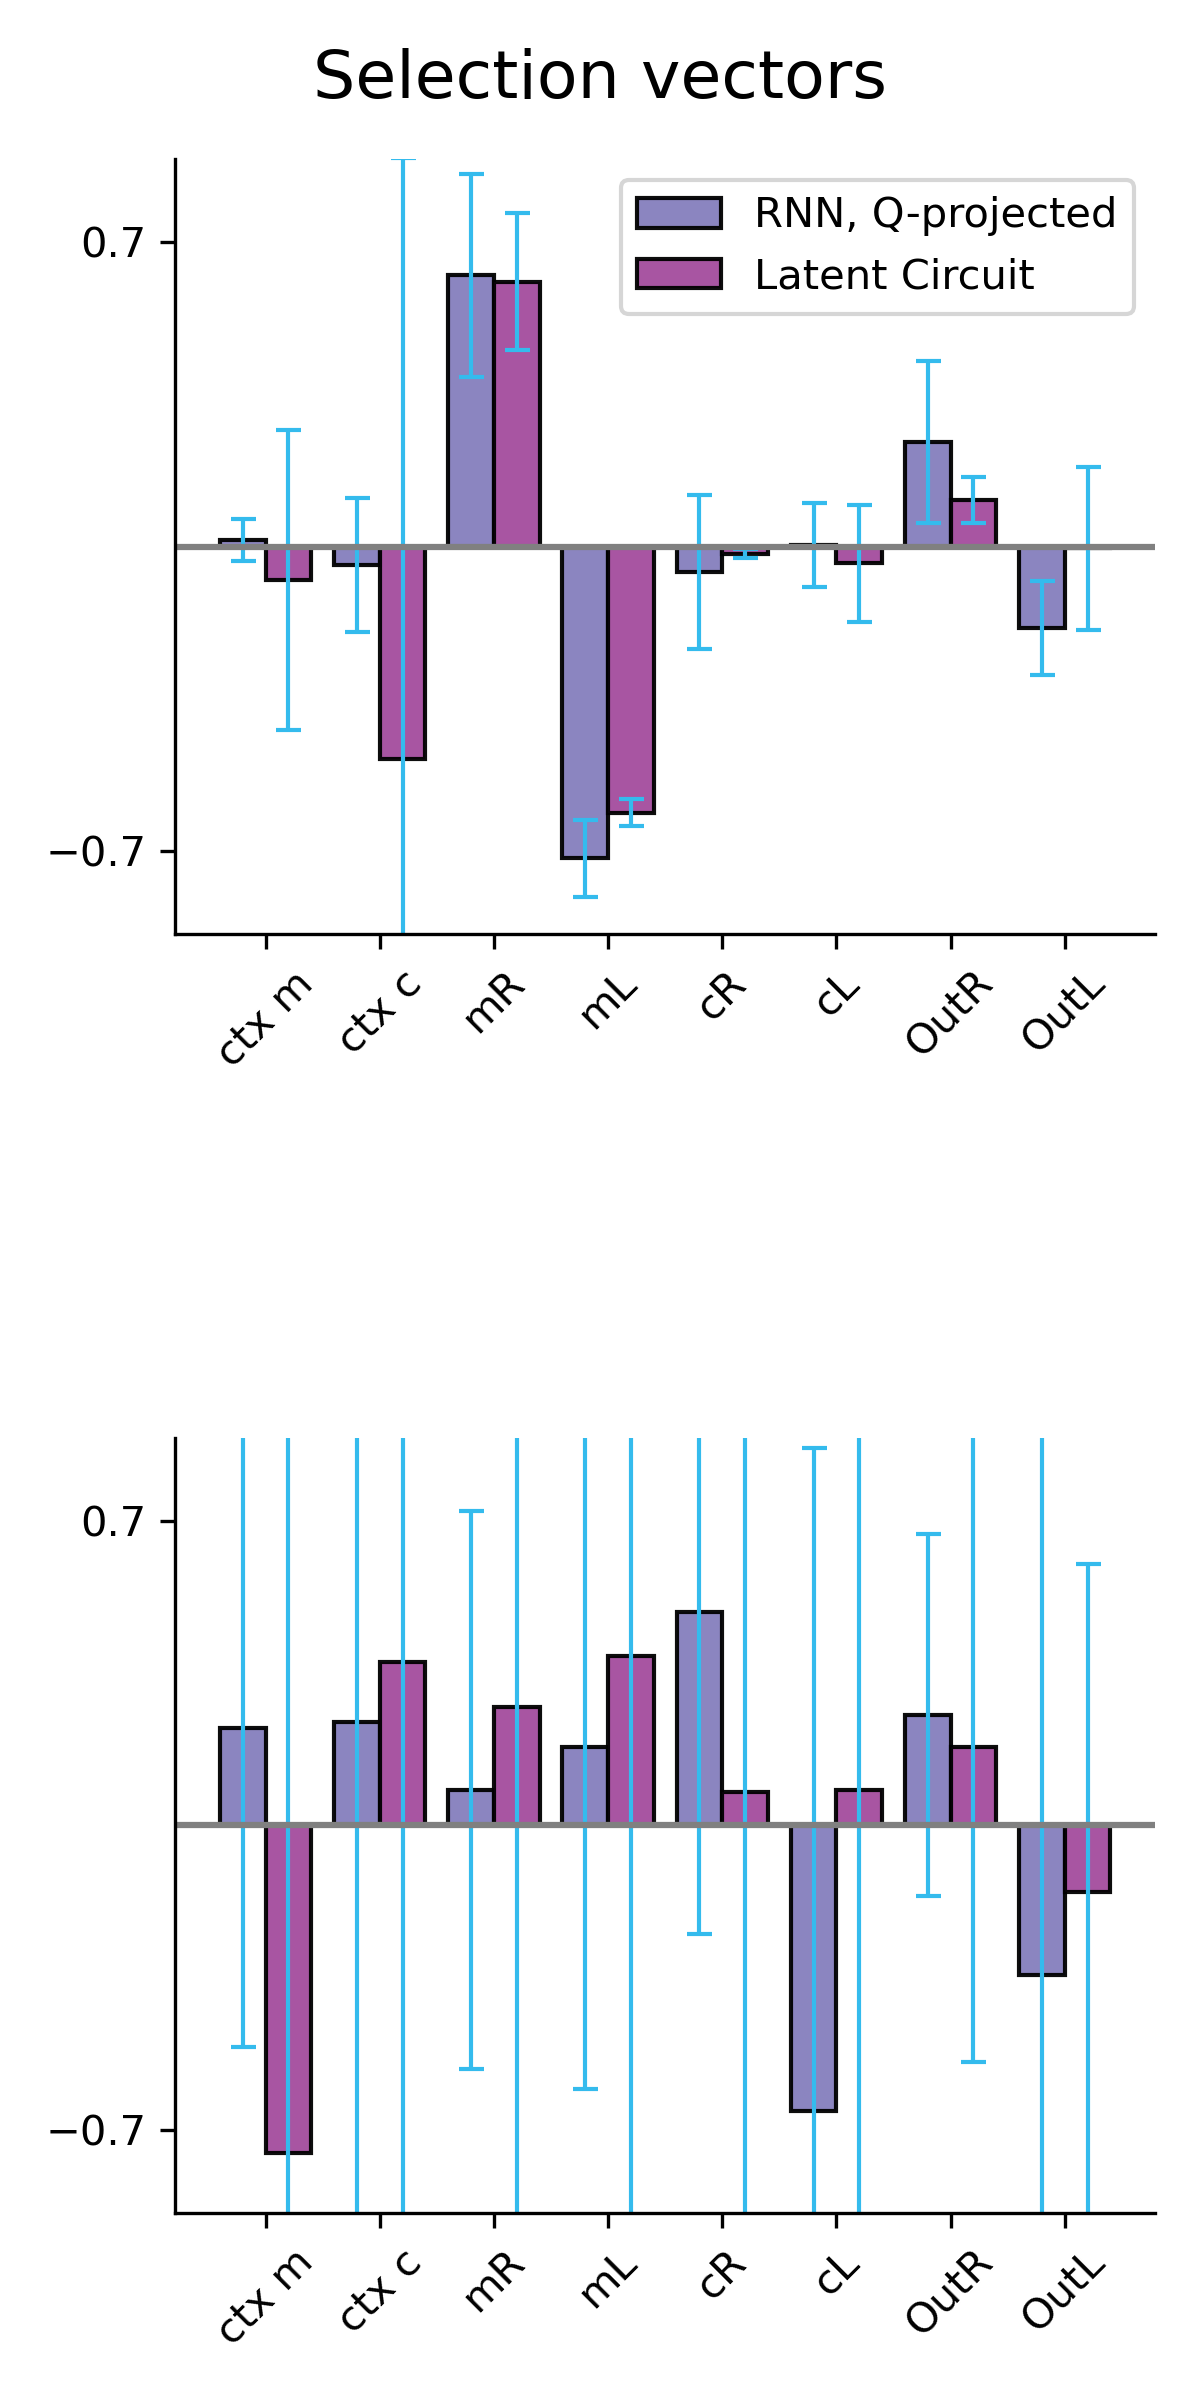 Selection vectors
0.7
−0.7
RNN, Q-projected
Latent Circuit
ctx m
ctx c
mR
mL
cR
cL
OutR
OutL
0.7
−0.7
ctx m
ctx c
mR
mL
cR
cL
OutR
OutL